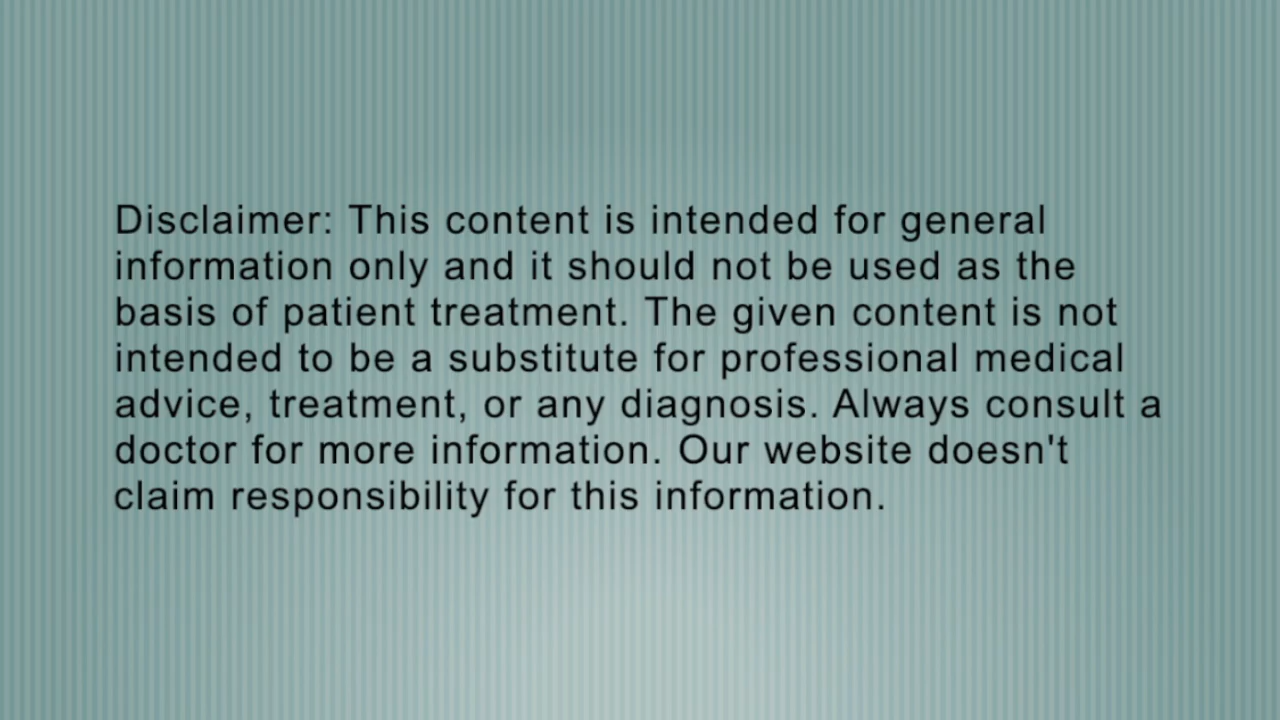 Disclaimer: This content is intended for general
information only and it should not be used as the
basis of patient treatment. The given content is not
intended to be a substitute for professional medical
advice, treatment, or any diagnosis. Always consult a
doctor for more information. Our website doesn't
claim responsibility for this information.